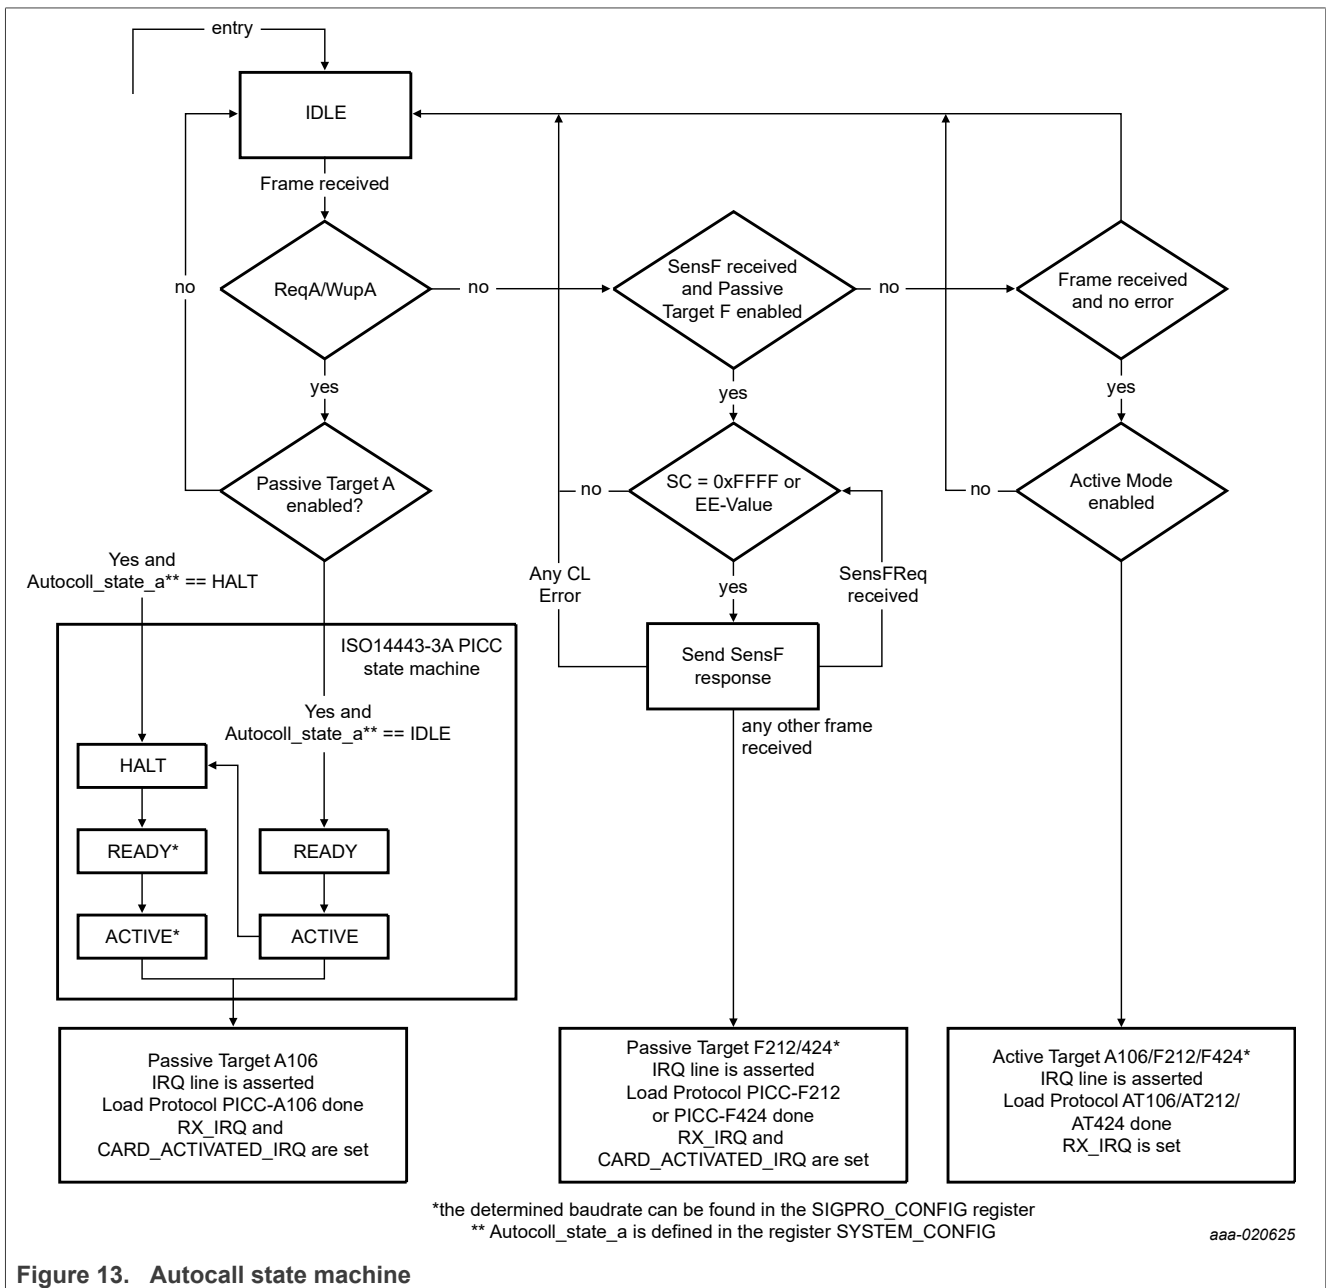 entry
IDLE
Frame received
no
ReqA/WupA
no
SensF received
and Passive
Target F enabled
no
Frame received
and no error
yes
yes
yes
Passive Target A
enabled?
no
SC = 0xFFFF or
EE-Value
no
Active Mode
enabled
Yes and
Autocoll_state_a** == HALT
Any CL
Error
yes
SensFReq
received
ISO14443-3A PICC
state machine
Send SensF
response
Yes and
Autocoll_state_a** == IDLE
any other frame
received
HALT
READY*
READY
ACTIVE*
ACTIVE
Passive Target A106
IRQ line is asserted
Load Protocol PICC-A106 done
RX_IRQ and
CARD_ACTIVATED_IRQ are set
Passive Target F212/424*
IRQ line is asserted
Load Protocol PICC-F212
or PICC-F424 done
RX_IRQ and
CARD_ACTIVATED_IRQ are set
Active Target A106/F212/F424*
IRQ line is asserted
Load Protocol AT106/AT212/
AT424 done
RX_IRQ is set
*the determined baudrate can be found in the SIGPRO_CONFIG register
** Autocoll_state_a is defined in the register SYSTEM_CONFIG
aaa-020625
Figure 13. Autocall state machine